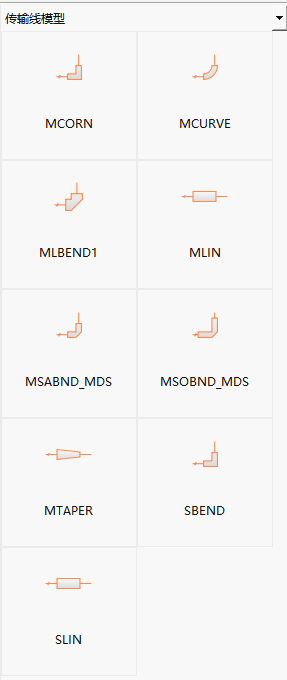 传输线模型
MCORN
MCURVE
MLBEND1
MLIN
MSABND_MDS
MSOBND_MDS
MTAPER
SBEND
SLIN